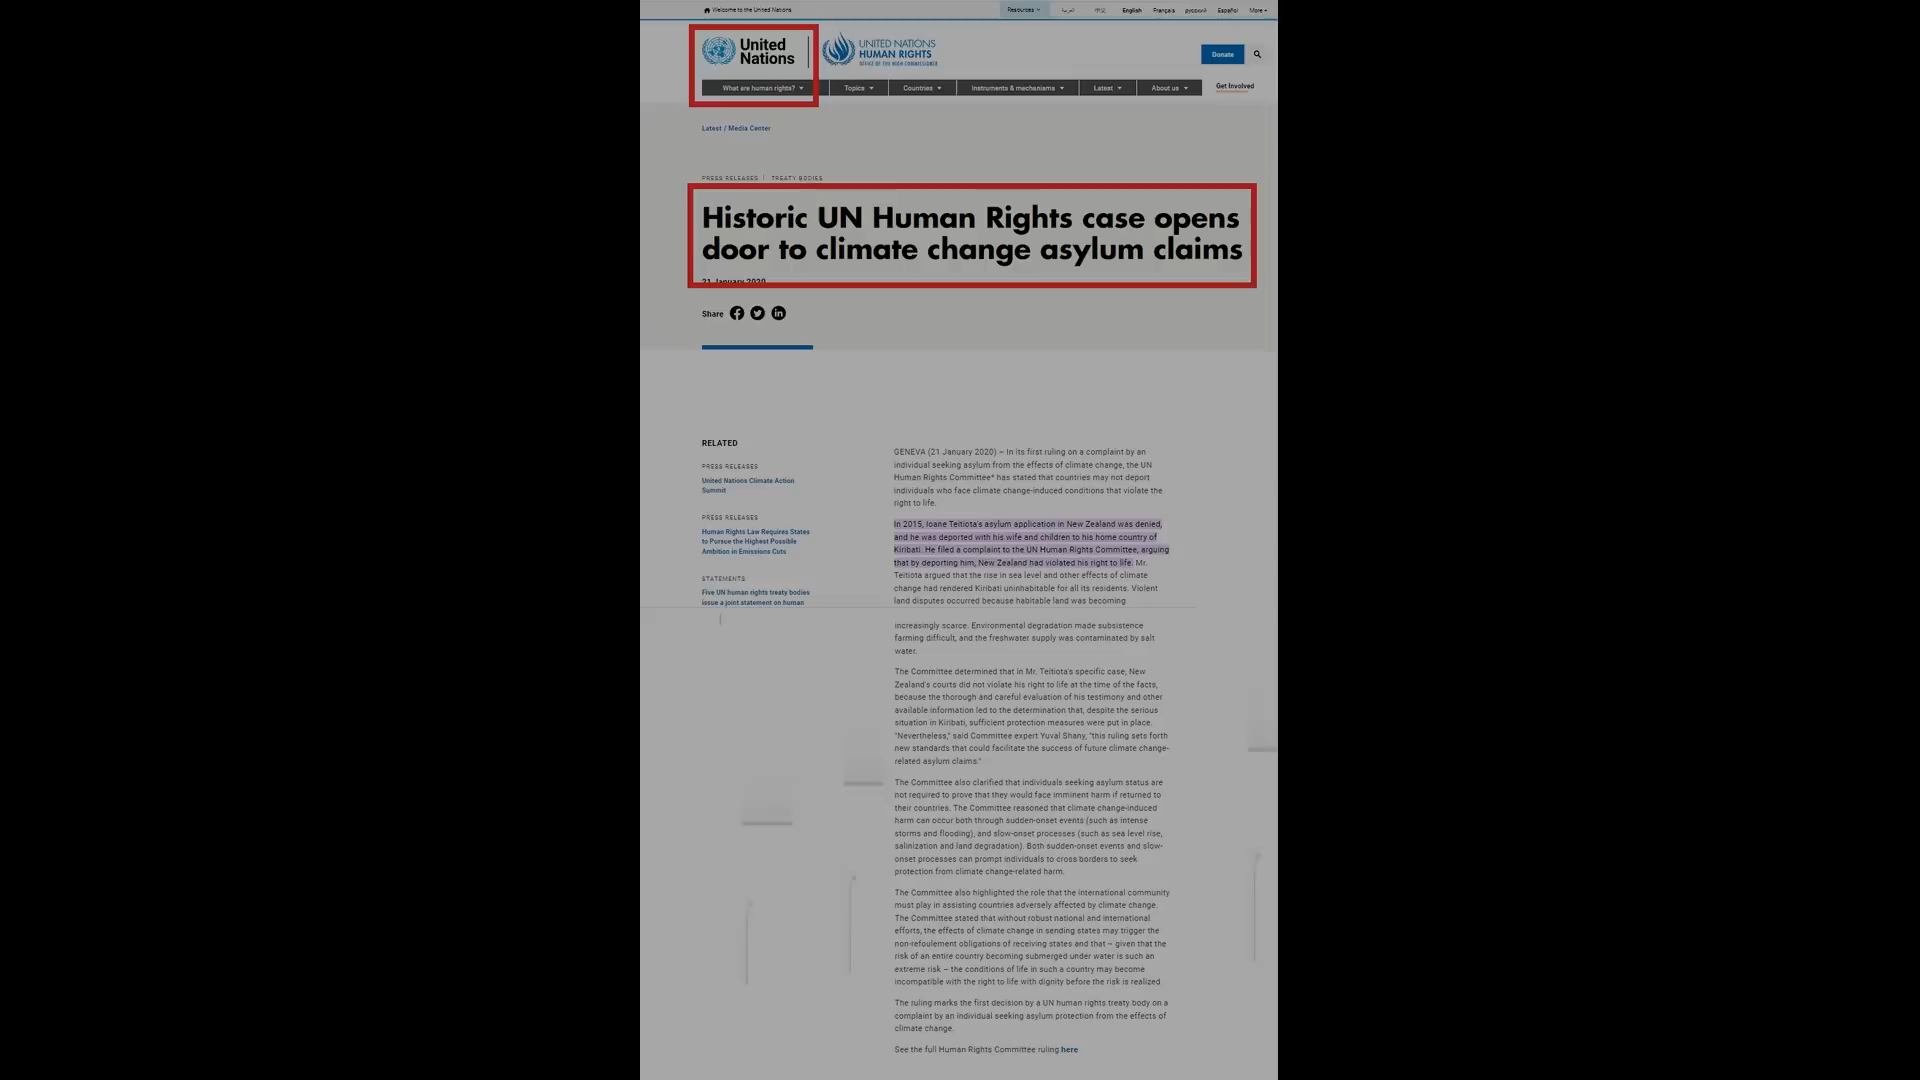 Welcome to the United Nations
Resources
العربية
中文
English
Français
русский
Español
More
United
Nations
UNITED NATIONS
HUMAN RIGHTS
OFFICE OF THE HIGH COMMISSIONER
Donate
What are human rights?
Topics
Countries
Instruments & mechanisms
Latest
About us
Get Involved
Latest / Media Center
PRESS RELEASES | TREATY BODIES
Historic UN Human Rights case opens
door to climate change asylum claims
21 January 2020
Share
RELATED
PRESS RELEASES
United Nations Climate Action
Summit
PRESS RELEASES
Human Rights Law Requires States
to Pursue the Highest Possible
Ambition in Emissions Cuts
STATEMENTS
Five UN human rights treaty bodies
issue a joint statement on human
GENEVA (21 January 2020) – In its first ruling on a complaint by an
individual seeking asylum from the effects of climate change, the UN
Human Rights Committee* has stated that countries may not deport
individuals who face climate change-induced conditions that violate the
right to life.
In 2015, Ioane Teitiota's asylum application in New Zealand was denied,
and he was deported with his wife and children to his home country of
Kiribati. He filed a complaint to the UN Human Rights Committee, arguing
that by deporting him, New Zealand had violated his right to life. Mr.
Teitiota argued that the rise in sea level and other effects of climate
change had rendered Kiribati uninhabitable for all its residents. Violent
land disputes occurred because habitable land was becoming
increasingly scarce. Environmental degradation made subsistence
farming difficult, and the freshwater supply was contaminated by salt
water.
The Committee determined that in Mr. Teitiota's specific case, New
Zealand's courts did not violate his right to life at the time of the facts,
because the thorough and careful evaluation of his testimony and other
available information led to the determination that, despite the serious
situation in Kiribati, sufficient protection measures were put in place.
"Nevertheless," said Committee expert Yuval Shany, "this ruling sets forth
new standards that could facilitate the success of future climate change-
related asylum claims."
The Committee also clarified that individuals seeking asylum status are
not required to prove that they would face imminent harm if returned to
their countries. The Committee reasoned that climate change-induced
harm can occur both through sudden-onset events (such as intense
storms and flooding), and slow-onset processes (such as sea level rise,
salinization and land degradation). Both sudden-onset events and slow-
onset processes can prompt individuals to cross borders to seek
protection from climate change-related harm.
The Committee also highlighted the role that the international community
must play in assisting countries adversely affected by climate change.
The Committee stated that without robust national and international
efforts, the effects of climate change in sending states may trigger the
non-refoulement obligations of receiving states and that – given that the
risk of an entire country becoming submerged under water is such an
extreme risk – the conditions of life in such a country may become
incompatible with the right to life with dignity before the risk is realized
The ruling marks the first decision by a UN human rights treaty body on a
complaint by an individual seeking asylum protection from the effects of
climate change.
See the full Human Rights Committee ruling here